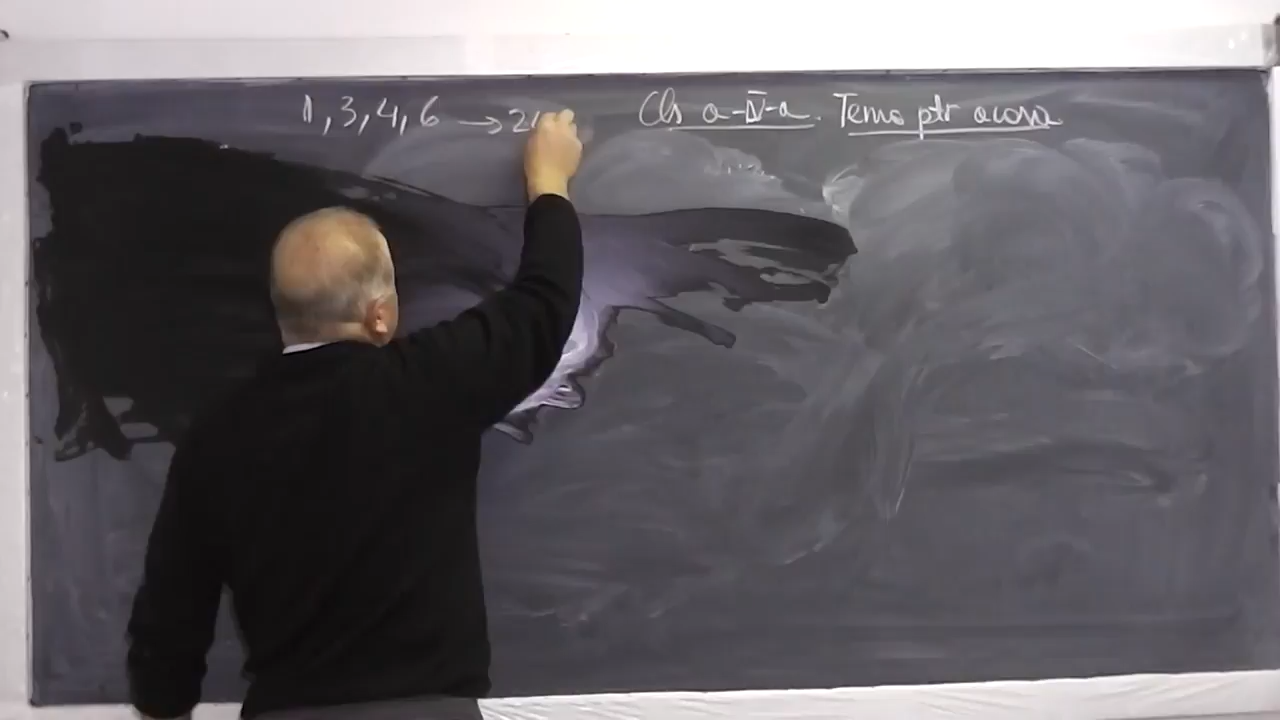 1, 3, 4, 6 → 2 Cls a-IV-a. Tema ptr acasa